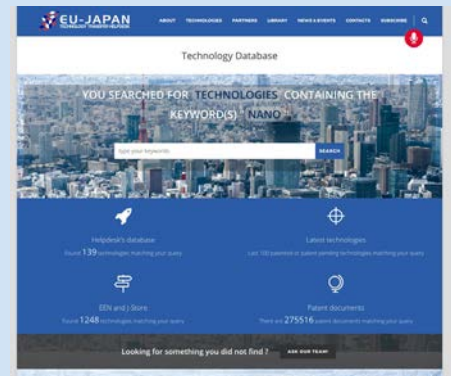 EU-JAPAN
TECHNOLOGY TRANSFER HELPDESK
ABOUT TECHNOLOGIES PARTNERS LIBRARY NEWS & EVENTS CONTACTS SUBSCRIBE
Technology Database
YOU SEARCHED FOR TECHNOLOGIES CONTAINING THE
KEYWORD(S) NANO
type your keywords
SEARCH
Helpdesk's database
Found 139 technologies matching your query
Latest technologies
Last 100 patented or patent pending technologies matching your query
EEN and J-Store
Found 1248 technologies matching your query
Patent documents
There are 275516 patent documents matching your query
Looking for something you did not find ? ASK OUR TEAM!